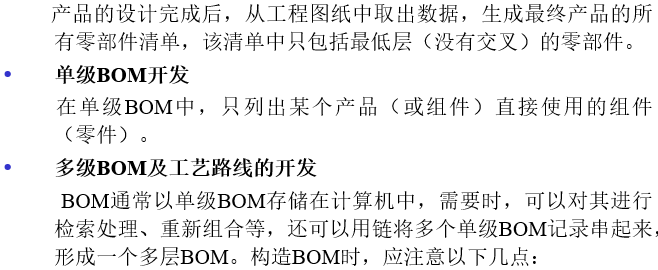 产品的设计完成后，从工程图纸中取出数据，生成最终产品的所
有零部件清单，该清单中只包括最低层（没有交叉）的零部件。
• 单级BOM开发
在单级BOM中，只列出某个产品（或组件）直接使用的组件
（零件）。
• 多级BOM及工艺路线的开发
BOM通常以单级BOM存储在计算机中，需要时，可以对其进行
检索处理、重新组合等，还可以用链将多个单级BOM记录串起来，
形成一个多层BOM。构造BOM时，应注意以下几点：